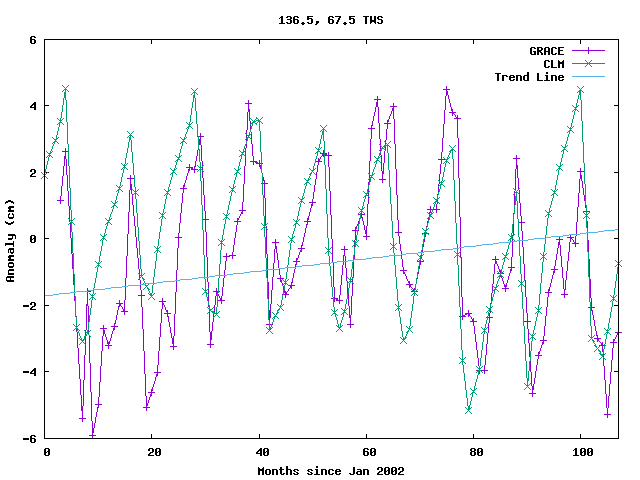 136.5, 67.5 TWS
GRACE
CLM
Trend Line
Anomaly (cm)
6
4
2
0
-2
-4
-6
0 20 40 60 80 100
Months since Jan 2002